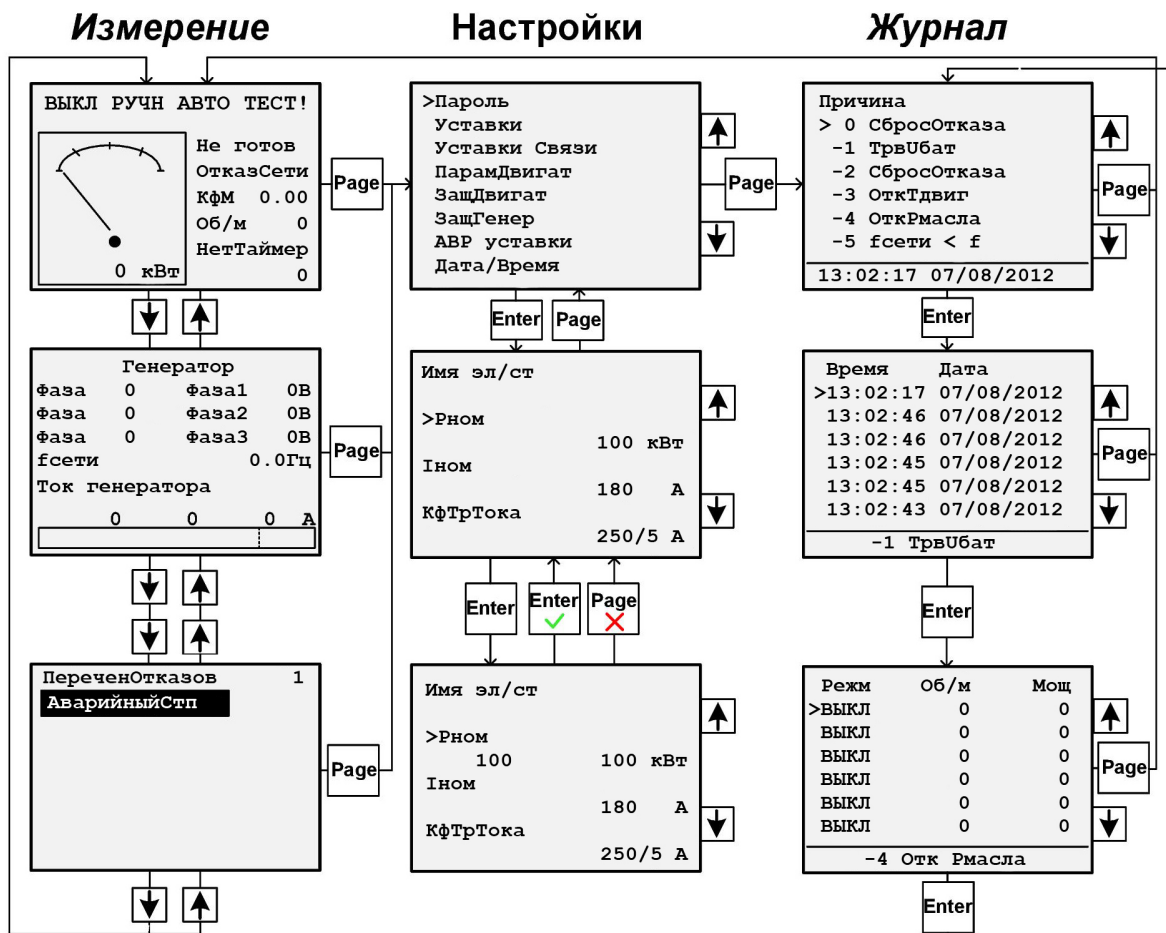 Измерение
ВЫКЛ РУЧН АВТО ТЕСТ!
Не готов
ОтказСети
КфМ 0.00
Об/м 0
НетТаймер
0
0 кВт
Page
Генератор
Фаза 0 Фаза1 0В
Фаза 0 Фаза2 0В
Фаза 0 Фаза3 0В
fсети 0.0Гц
Ток генератора
0 0 0 А
Page
ПереченОтказов 1
АварийныйСтп
Page
Настройки
>Пароль
Уставки
Уставки Связи
ПарамДвигат
ЗащДвигат
ЗащГенер
АВР уставки
Дата/Время
Page
Enter Page
Имя эл/ст
>Рном
100 кВт
Iном
180 А
КфТрТока
250/5 А
Enter Enter Page
Имя эл/ст
>Рном
100 100 кВт
Iном
180 А
КфТрТока
250/5 А
Журнал
Причина
> 0 СбросОтказа
-1 ТрвUбат
-2 СбросОтказа
-3 ОткТдвиг
-4 ОткРмасла
-5 fсети < f
13:02:17 07/08/2012
Page
Enter
Время Дата
>13:02:17 07/08/2012
13:02:46 07/08/2012
13:02:46 07/08/2012
13:02:45 07/08/2012
13:02:45 07/08/2012
13:02:43 07/08/2012
-1 ТрвUбат
Page
Enter
Режм Об/м Мощ
>ВЫКЛ 0 0
ВЫКЛ 0 0
ВЫКЛ 0 0
ВЫКЛ 0 0
ВЫКЛ 0 0
ВЫКЛ 0 0
-4 Отк Рмасла
Page
Enter